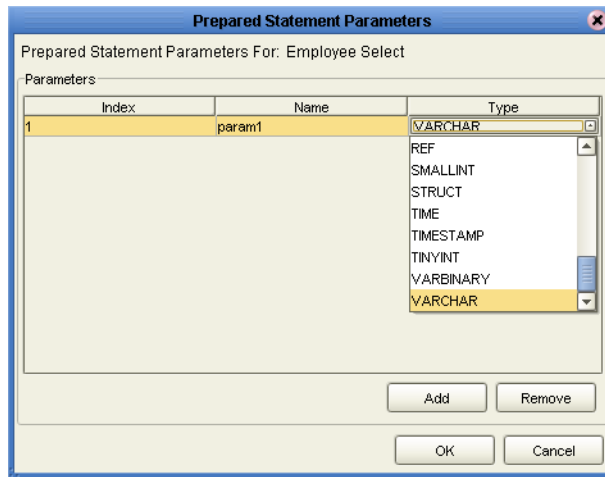 Prepared Statement Parameters
Prepared Statement Parameters For: Employee Select
Parameters
Index Name Type
1 param1 VARCHAR
REF
SMALLINT
STRUCT
TIME
TIMESTAMP
TINYINT
VARBINARY
VARCHAR
Add Remove
OK Cancel